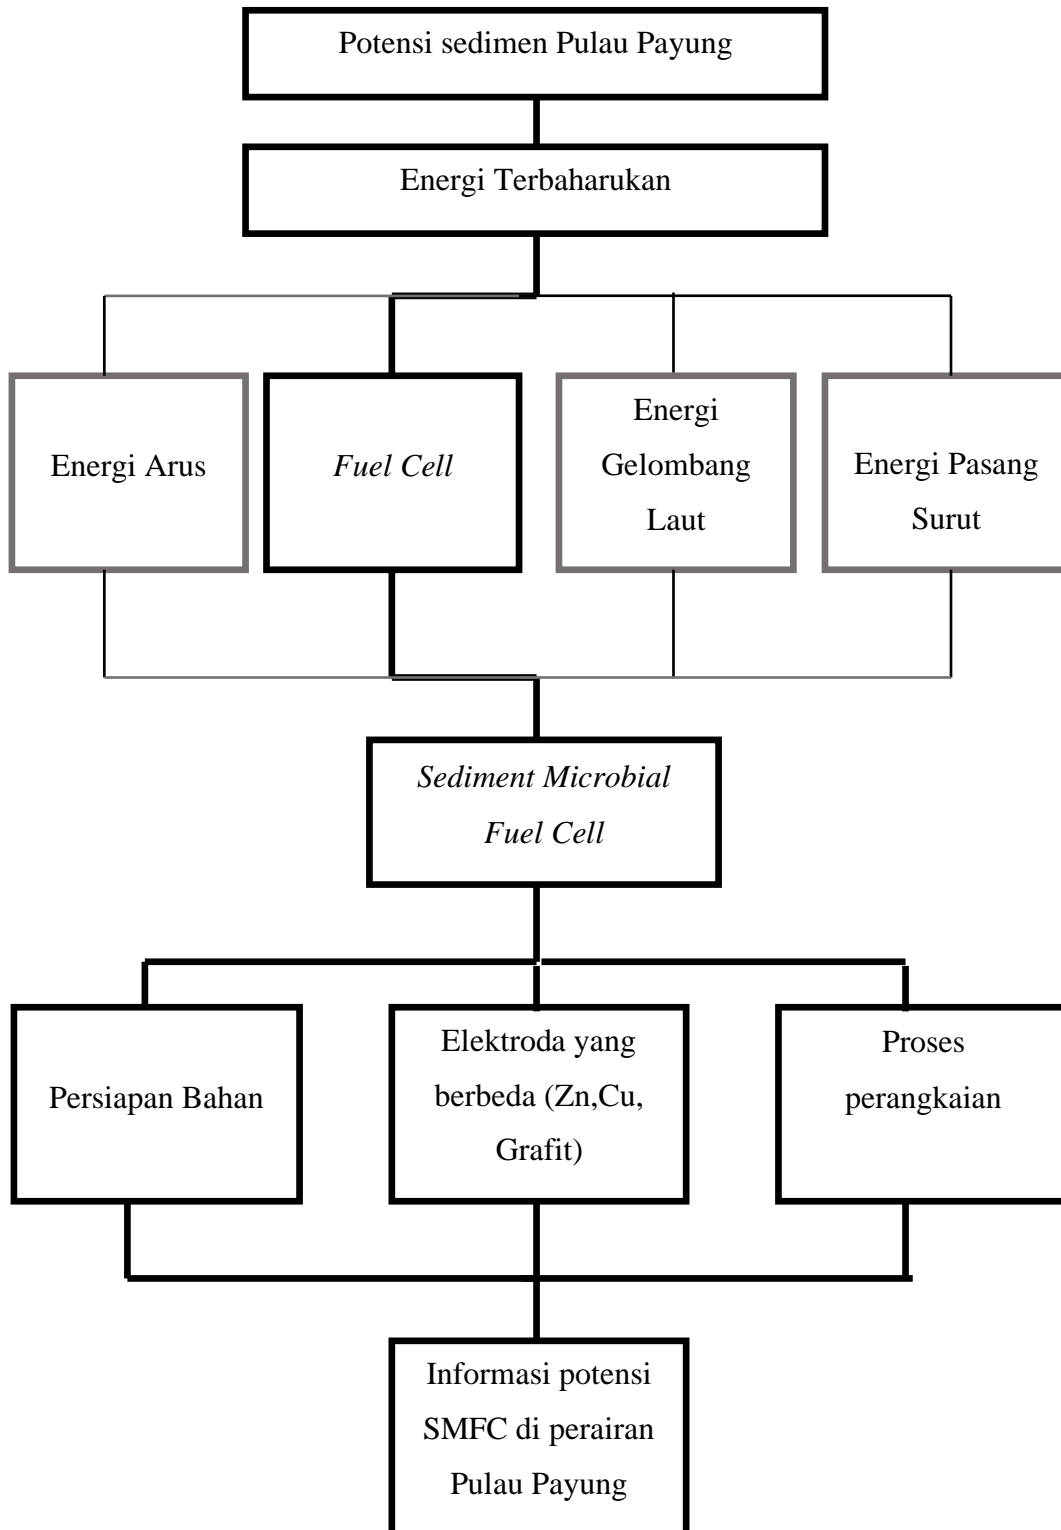 Potensi sedimen Pulau Payung
Energi Terbaharukan
Energi Arus
Fuel Cell
Energi
Gelombang
Laut
Energi Pasang
Surut
Sediment Microbial
Fuel Cell
Persiapan Bahan
Elektroda yang
berbeda (Zn,Cu,
Grafit)
Proses
perangkaian
Informasi potensi
SMFC di perairan
Pulau Payung